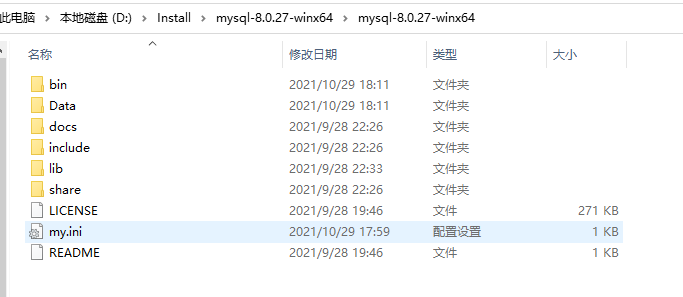 此电脑 > 本地磁盘 (D:) > Install > mysql-8.0.27-winx64 > mysql-8.0.27-winx64
名称 修改日期 类型 大小
bin 2021/10/29 18:11 文件夹
Data 2021/10/29 18:11 文件夹
docs 2021/9/28 22:26 文件夹
include 2021/9/28 22:26 文件夹
lib 2021/9/28 22:33 文件夹
share 2021/9/28 22:26 文件夹
LICENSE 2021/9/28 19:46 文件 271 KB
my.ini 2021/10/29 17:59 配置设置 1 KB
README 2021/9/28 19:46 文件 1 KB